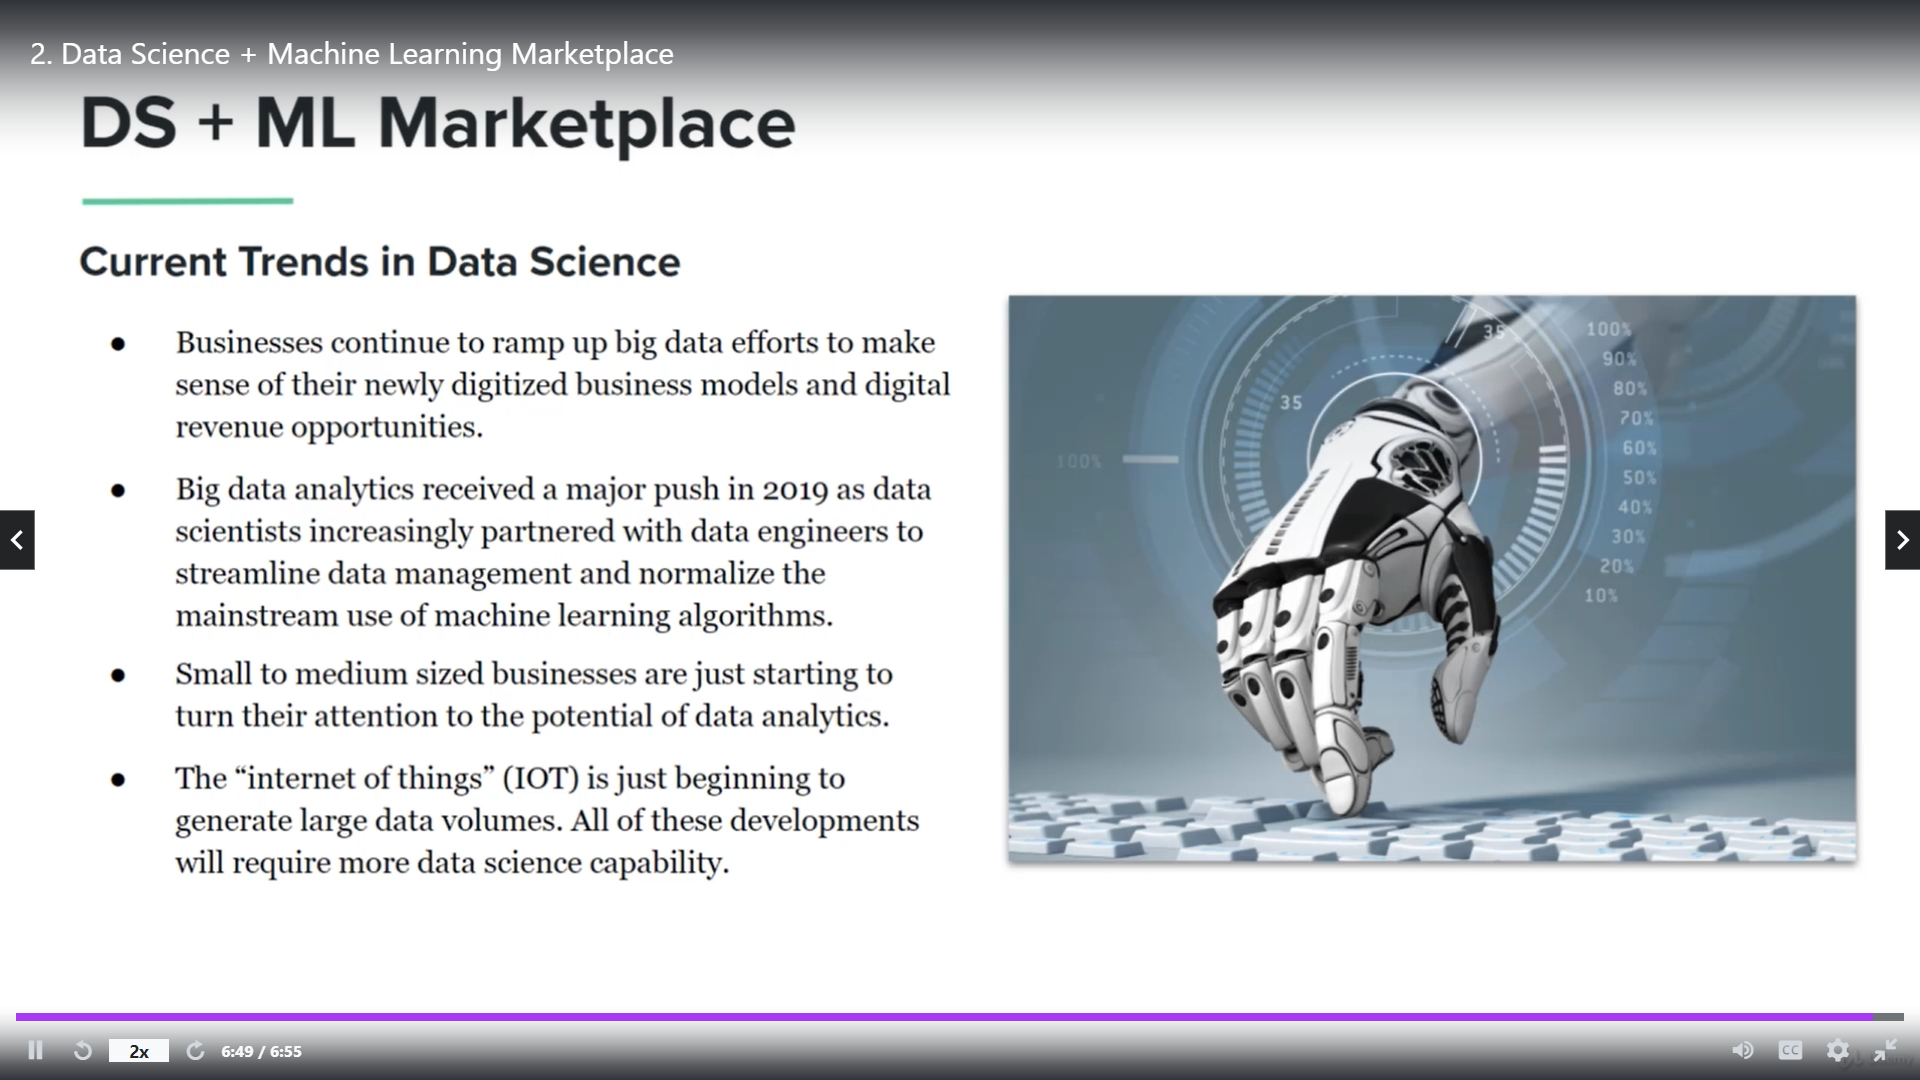 2. Data Science + Machine Learning Marketplace
DS + ML Marketplace
Current Trends in Data Science
● Businesses continue to ramp up big data efforts to make
sense of their newly digitized business models and digital
revenue opportunities.
● Big data analytics received a major push in 2019 as data
scientists increasingly partnered with data engineers to
streamline data management and normalize the
mainstream use of machine learning algorithms.
● Small to medium sized businesses are just starting to
turn their attention to the potential of data analytics.
● The “internet of things” (IOT) is just beginning to
generate large data volumes. All of these developments
will require more data science capability.
35
35
100%
100%
90%
80%
70%
60%
50%
40%
30%
20%
10%
2x
6:49 / 6:55
CC